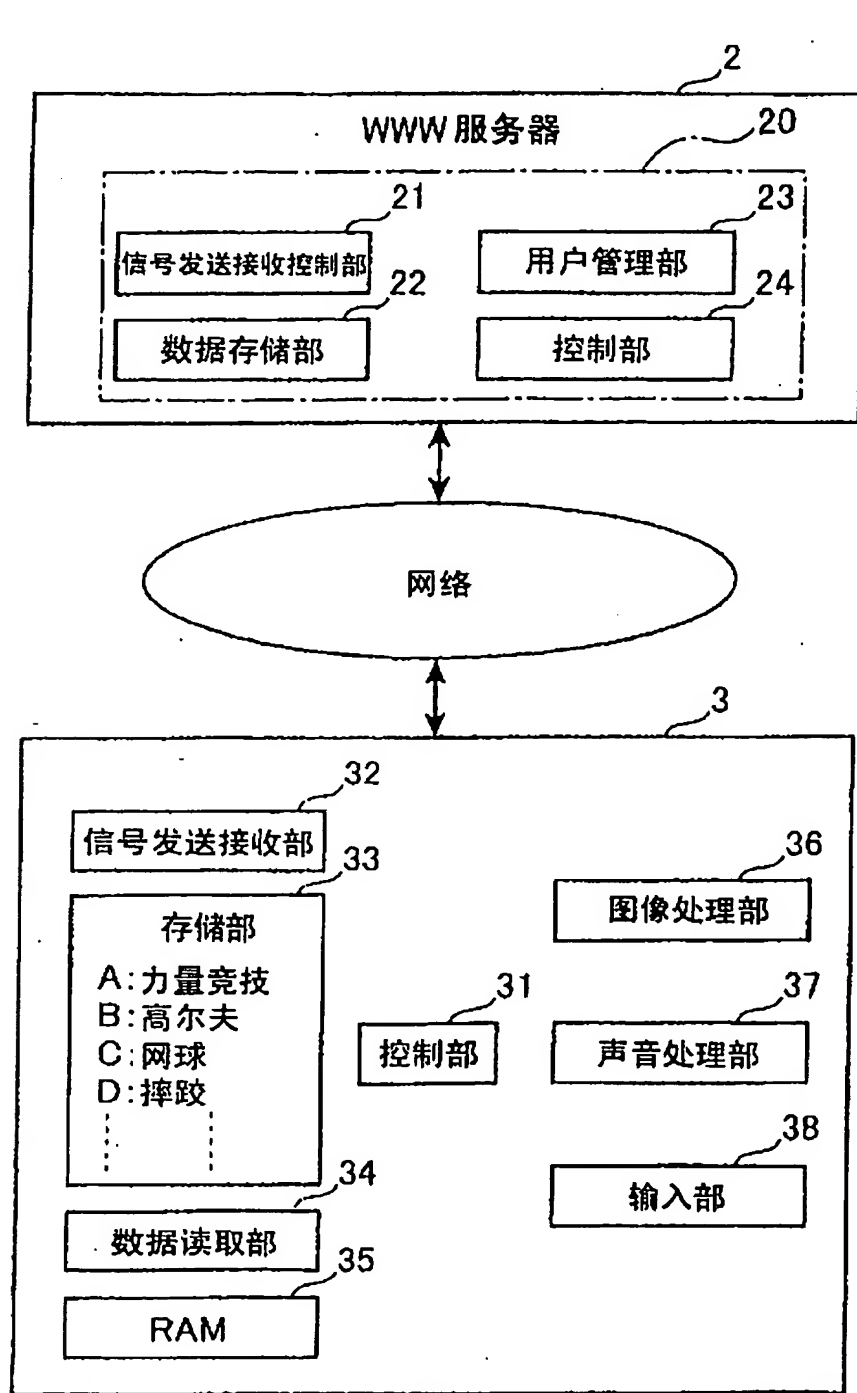 2
WWW服务器
20
21
信号发送接收控制部
22
数据存储部
23
用户管理部
24
控制部
网络
3
32
信号发送接收部
33
存储部
A:力量竞技
B:高尔夫
C:网球
D:摔跤
34
数据读取部
35
RAM
31
控制部
36
图像处理部
37
声音处理部
38
输入部